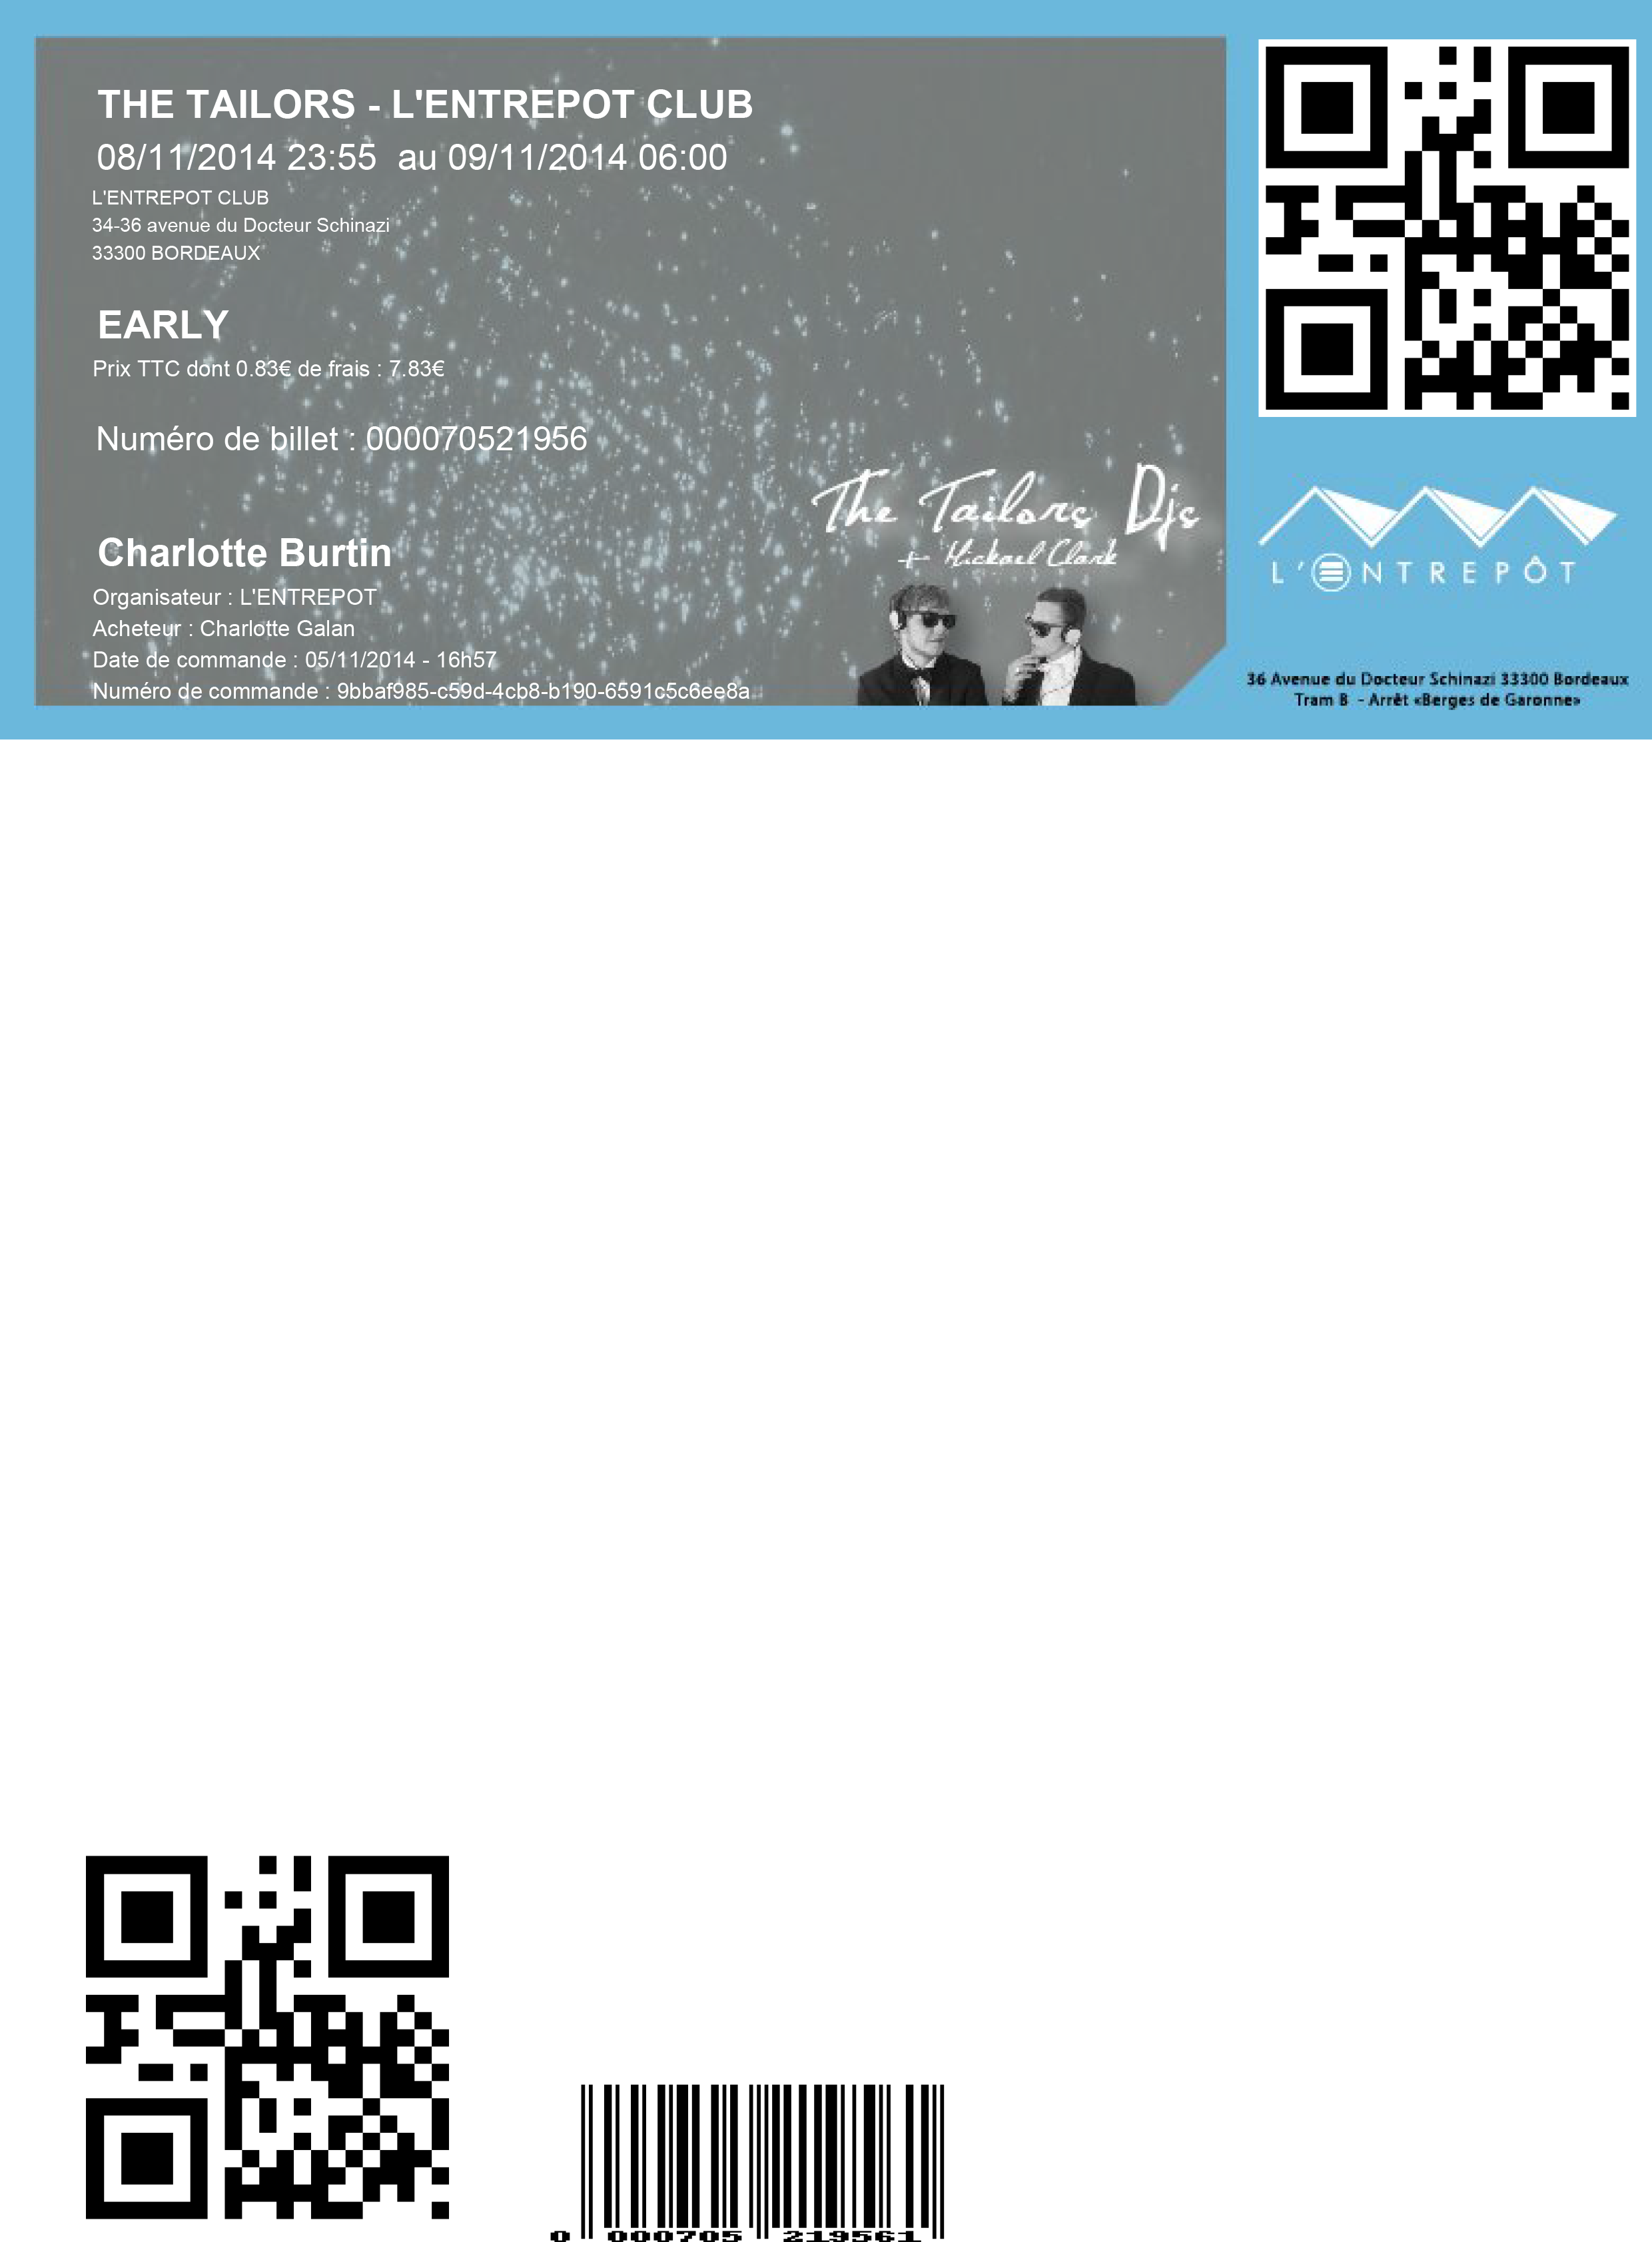 THE TAILORS - L'ENTREPOT CLUB
08/11/2014 23:55  au 09/11/2014 06:00
L'ENTREPOT CLUB
34-36 avenue du Docteur Schinazi
33300 BORDEAUX
EARLY
Prix TTC dont 0.83€ de frais : 7.83€
Numéro de billet : 000070521956
Charlotte Burtin
Organisateur : L'ENTREPOT
Acheteur : Charlotte Galan
Date de commande : 05/11/2014 - 16h57
Numéro de commande : 9bbaf985-c59d-4cb8-b190-6591c5c6ee8a
The Tailors Djs
+ Mickael Clark
L'ENTREPÔT
36 Avenue du Docteur Schinazi 33300 Bordeaux
Tram B - Arrêt «Berges de Garonne»
0 000705 219561